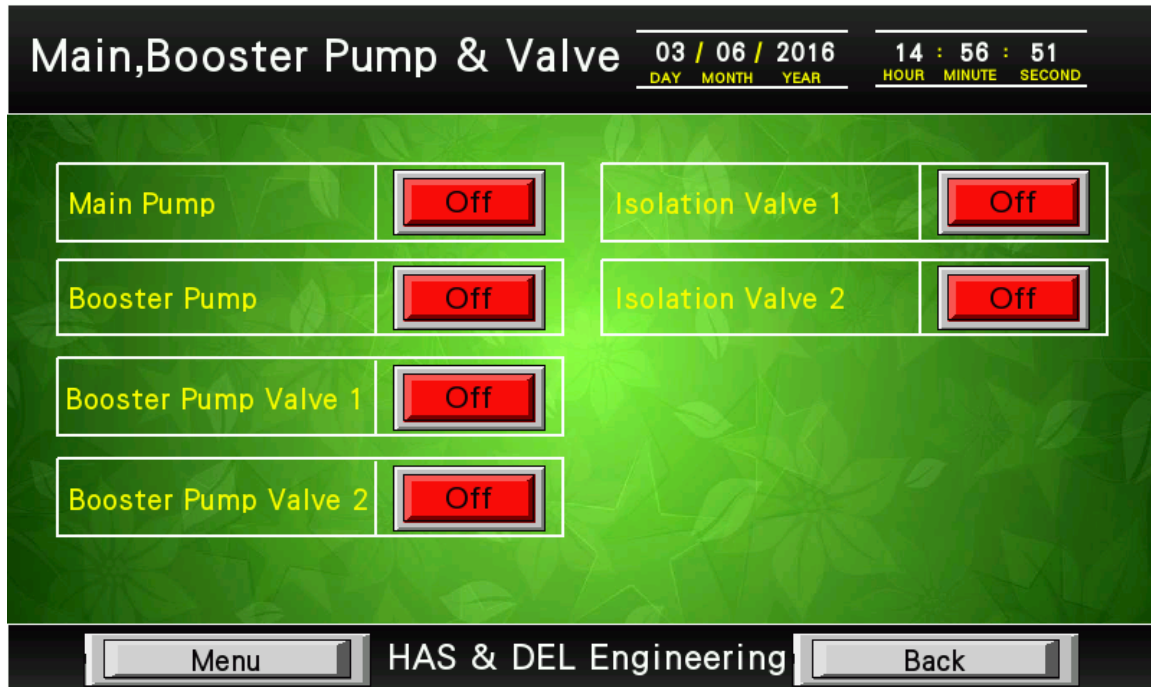 Main,Booster Pump & Valve
03 / 06 / 2016
DAY MONTH YEAR
14 : 56 : 51
HOUR MINUTE SECOND
Main Pump Off
Booster Pump Off
Booster Pump Valve 1 Off
Booster Pump Valve 2 Off
Isolation Valve 1 Off
Isolation Valve 2 Off
Menu HAS & DEL Engineering Back